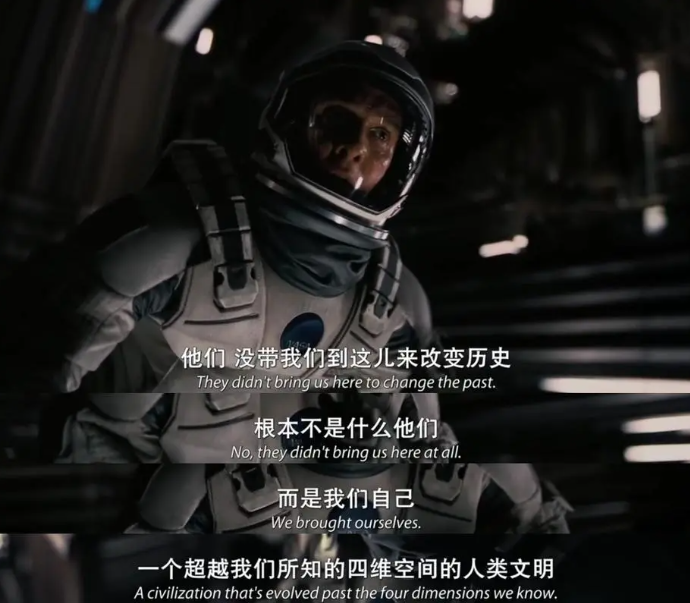 他们 没带我们到这儿来改变历史
They didn't bring us here to change the past.
根本不是什么他们
No, they didn't bring us here at all.
而是我们自己
We brought ourselves.
一个超越我们所知的四维空间的人类文明
A civilization that's evolved past the four dimensions we know.